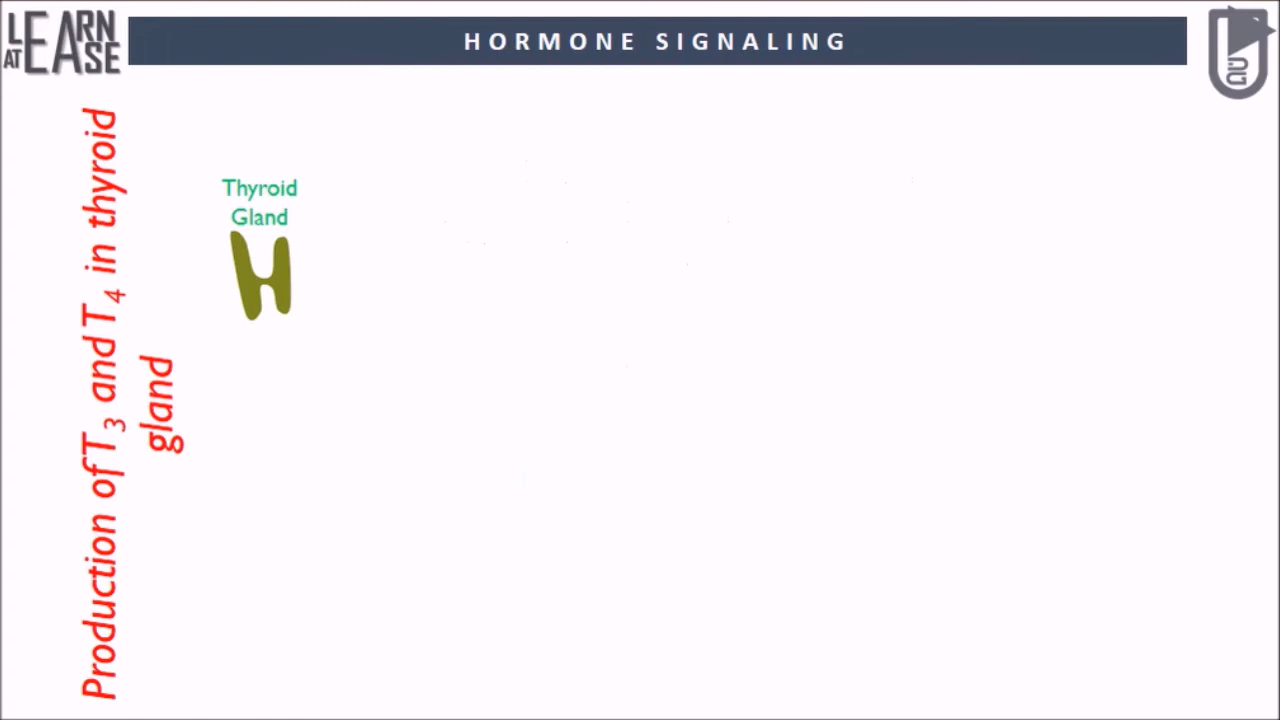 LEARN
AT EASE
HORMONE SIGNALING
Production of T₃ and T₄ in thyroid
gland
Thyroid
Gland